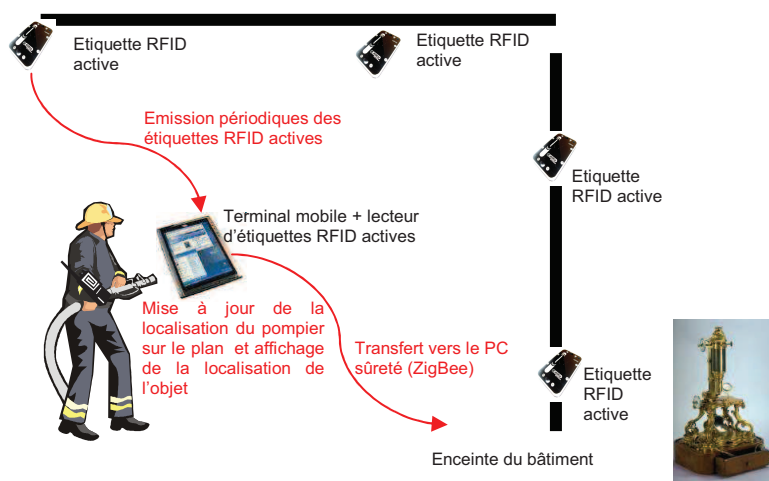 Etiquette RFID
active
Etiquette RFID
active
Emission périodiques des
étiquettes RFID actives
Etiquette
RFID active
Terminal mobile + lecteur
d'étiquettes RFID actives
Mise à jour de la
localisation du pompier
sur le plan et affichage
de la localisation de
l'objet
Transfert vers le PC
sûreté (ZigBee)
Etiquette
RFID
active
Enceinte du bâtiment